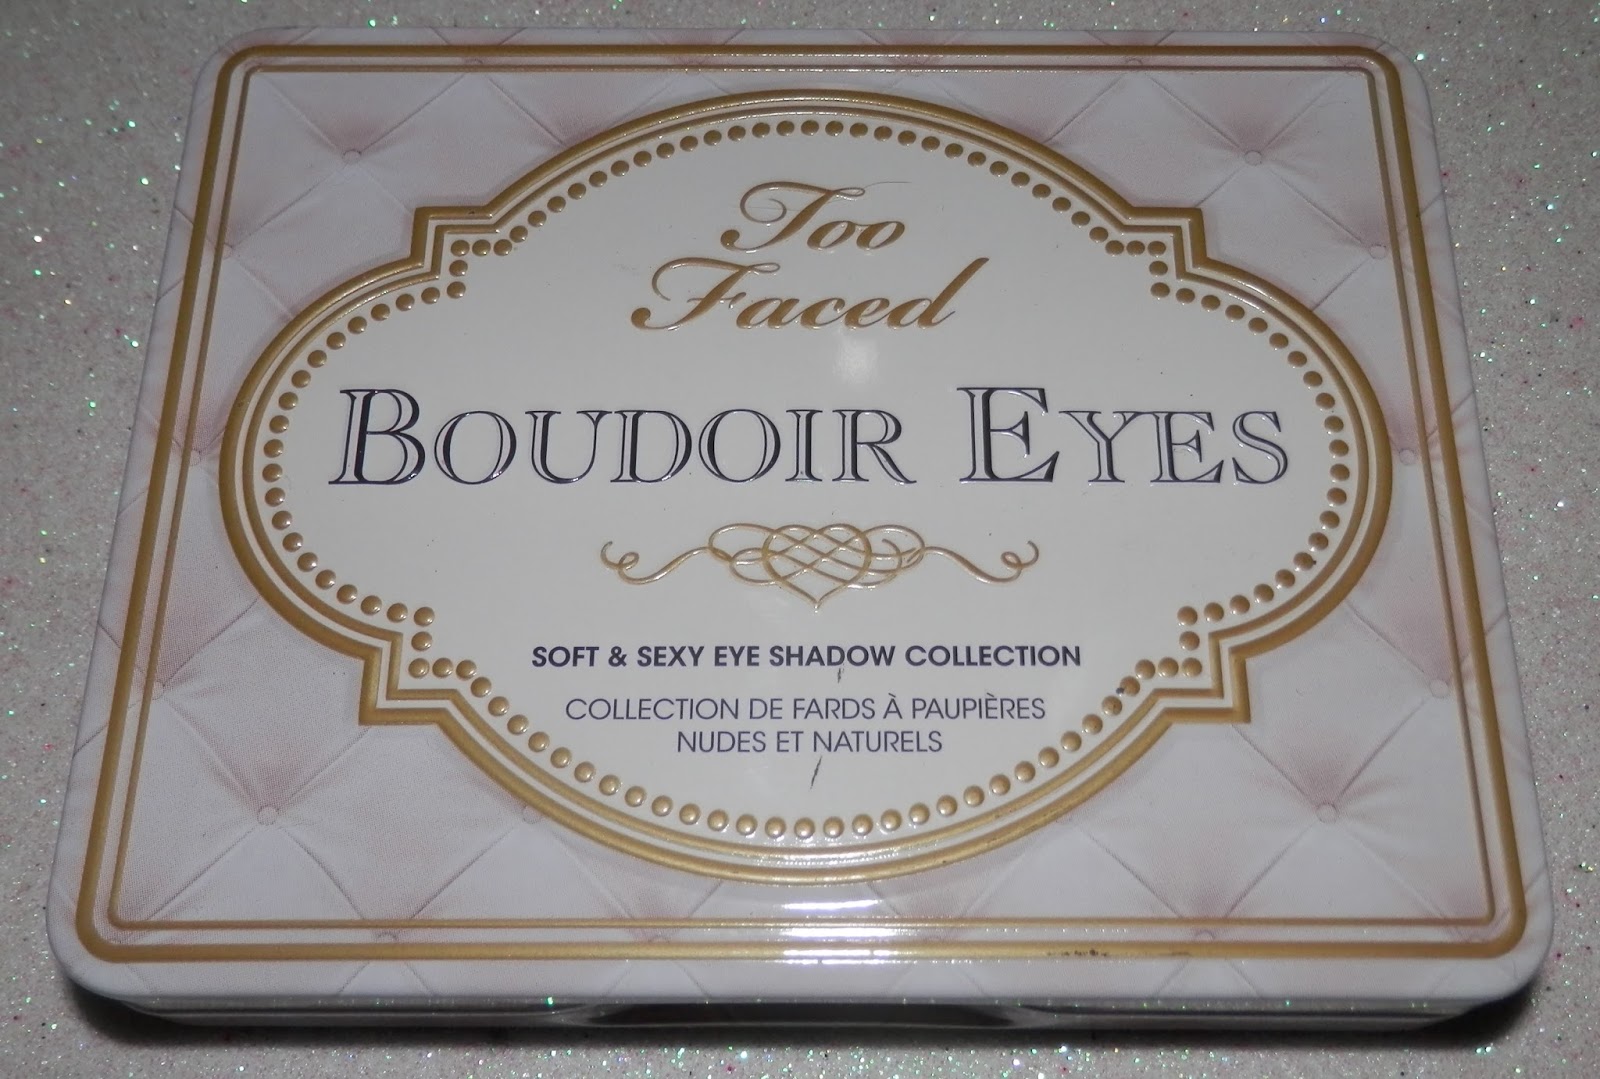 Too
Faced
BOUDOIR EYES
SOFT & SEXY EYE SHADOW COLLECTION
COLLECTION DE FARDS À PAUPIÈRES
NUDES ET NATURELS